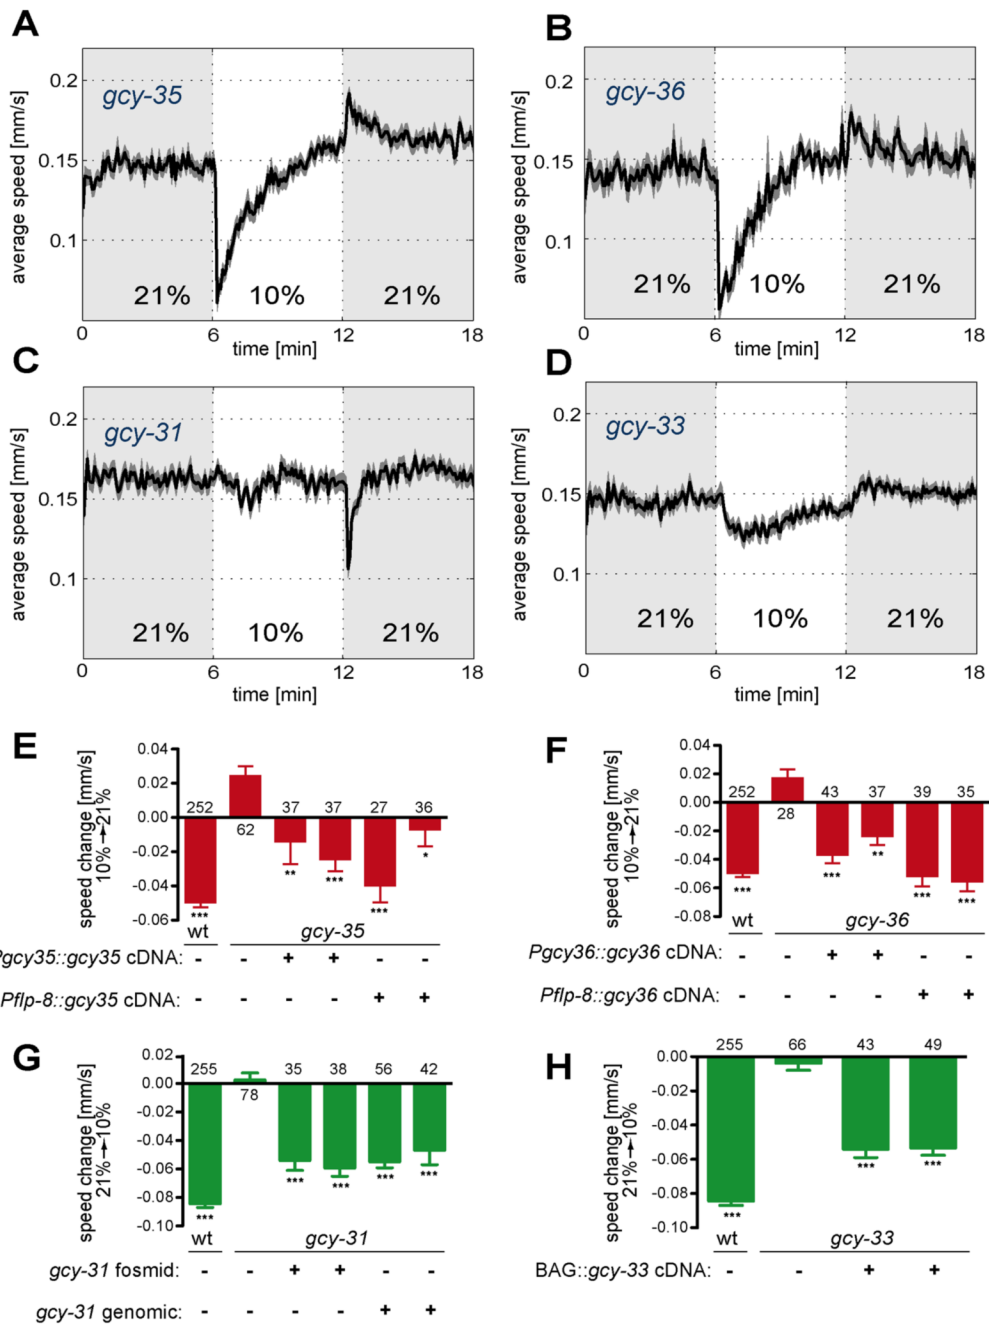 A
average speed [mm/s]
0.2
0.15
0.1
gcy-35
21%
10%
21%
0
6
12
18
time [min]
B
average speed [mm/s]
0.2
0.15
0.1
gcy-36
21%
10%
21%
0
6
12
18
time [min]
C
average speed [mm/s]
0.2
0.15
0.1
gcy-31
21%
10%
21%
0
6
12
18
time [min]
D
average speed [mm/s]
0.2
0.15
0.1
gcy-33
21%
10%
21%
0
6
12
18
time [min]
E
speed change [mm/s]
10%→21%
0.04
0.02
0.00
-0.02
-0.04
-0.06
252 62 37 37 27 36
*** ** *** *** *
wt gcy-35
Pgcy35::gcy35 cDNA: - - + + - -
Pflp-8::gcy35 cDNA: - - - - + +
F
speed change [mm/s]
10%→21%
0.04
0.02
0.00
-0.02
-0.04
-0.06
-0.08
252 28 43 37 39 35
*** *** ** *** ***
wt gcy-36
Pgcy36::gcy36 cDNA: - - + + - -
Pflp-8::gcy36 cDNA: - - - - + +
G
speed change [mm/s]
21%→10%
0.02
0.00
-0.02
-0.04
-0.06
-0.08
-0.10
255 78 35 38 56 42
*** *** *** *** ***
wt gcy-31
gcy-31 fosmid: - - + + - -
gcy-31 genomic: - - - - + +
H
speed change [mm/s]
21%→10%
0.00
-0.02
-0.04
-0.06
-0.08
-0.10
255 66 43 49
*** *** ***
wt gcy-33
BAG::gcy-33 cDNA: - - + +